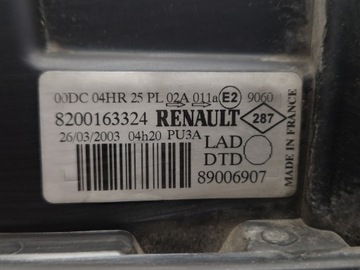 00DC 04HR 25 PL 02A 011a E2 9060
8200163324 RENAULT 287
26/03/2003 04h20 PU3A
LAD
DTD
89006907
MADE IN FRANCE